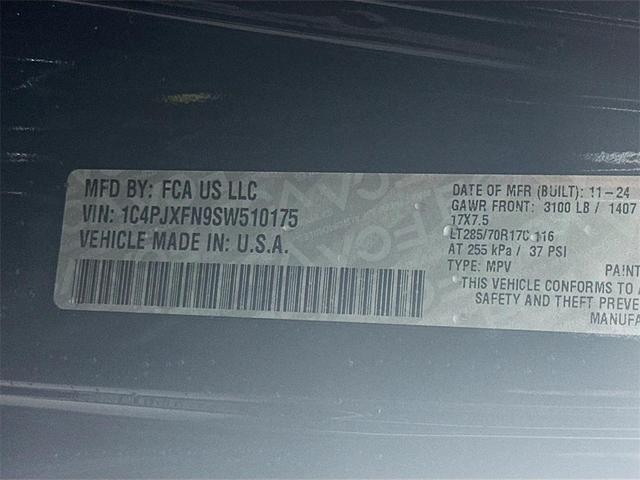 MFD BY: FCA US LLC
VIN: 1C4PJXFN9SW510175
VEHICLE MADE IN: U.S.A.
DATE OF MFR (BUILT): 11-24
GAWR FRONT: 3100 LB / 1407
17X7.5
LT285/70R17C 116
AT 255 kPa / 37 PSI
TYPE: MPV PAINT
THIS VEHICLE CONFORMS TO A
SAFETY AND THEFT PREVE
MANUFA